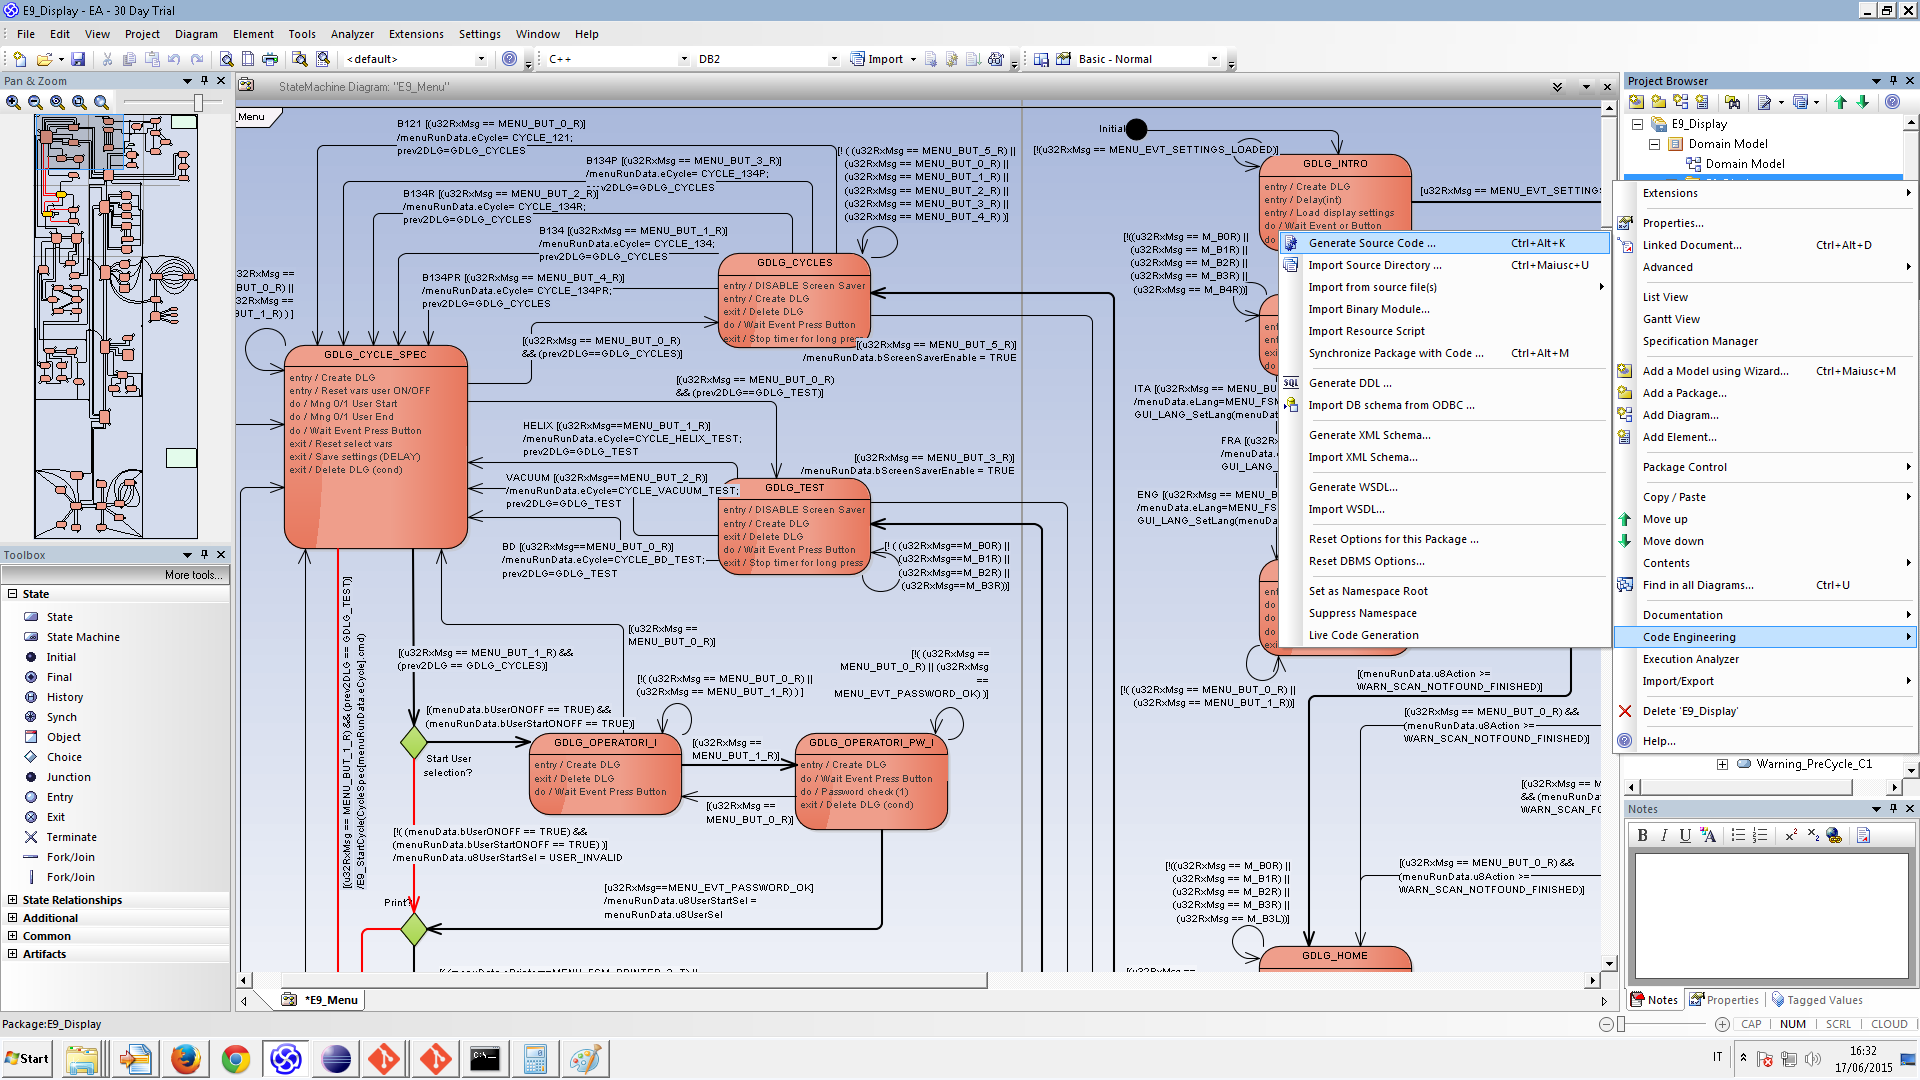 E9_Display - EA - 30 Day Trial
File Edit View Project Diagram Element Tools Analyzer Extensions Settings Window Help
<default> C++ DB2 Import Basic - Normal
Pan & Zoom
StateMachine Diagram: "E9_Menu"
Menu
B121 [(u32RxMsg == MENU_BUT_0_R)]
/menuRunData.eCycle= CYCLE_121;
prev2DLG=GDLG_CYCLES
B134P [(u32RxMsg == MENU_BUT_3_R)]
/menuRunData.eCycle= CYCLE_134P;
prev2DLG=GDLG_CYCLES
B134R [(u32RxMsg == MENU_BUT_2_R)]
/menuRunData.eCycle= CYCLE_134R;
prev2DLG=GDLG_CYCLES
B134 [(u32RxMsg == MENU_BUT_1_R)]
/menuRunData.eCycle= CYCLE_134;
prev2DLG=GDLG_CYCLES
B134PR [(u32RxMsg == MENU_BUT_4_R)]
/menuRunData.eCycle= CYCLE_134PR;
prev2DLG=GDLG_CYCLES
[! ( (u32RxMsg == MENU_BUT_5_R) ||
(u32RxMsg == MENU_BUT_0_R) ||
(u32RxMsg == MENU_BUT_1_R) ||
(u32RxMsg == MENU_BUT_2_R) ||
(u32RxMsg == MENU_BUT_3_R) ||
(u32RxMsg == MENU_BUT_4_R) )]
u32RxMsg ==
BUT_0_R) ||
u32RxMsg ==
BUT_1_R) ) ]
GDLG_CYCLES
entry / DISABLE Screen Saver
entry / Create DLG
exit / Delete DLG
do / Wait Event Press Button
exit / Stop timer for long press
[(u32RxMsg == MENU_BUT_5_R)]
/menuRunData.bScreenSaverEnable = TRUE
[(u32RxMsg == MENU_BUT_0_R)
&& (prev2DLG==GDLG_CYCLES)]
[(u32RxMsg == MENU_BUT_0_R)
&& (prev2DLG==GDLG_TEST)]
GDLG_CYCLE_SPEC
entry / Create DLG
entry / Reset vars user ON/OFF
do / Mng 0/1 User Start
do / Mng 0/1 User End
do / Wait Event Press Button
exit / Reset select vars
exit / Save settings (DELAY)
exit / Delete DLG (cond)
HELIX [(u32RxMsg==MENU_BUT_1_R)]
/menuRunData.eCycle=CYCLE_HELIX_TEST;
prev2DLG=GDLG_TEST
VACUUM [(u32RxMsg==MENU_BUT_2_R)]
/menuRunData.eCycle=CYCLE_VACUUM_TEST;
prev2DLG=GDLG_TEST
BD [(u32RxMsg==MENU_BUT_0_R)]
/menuRunData.eCycle=CYCLE_BD_TEST;
prev2DLG=GDLG_TEST
[(u32RxMsg == MENU_BUT_3_R)]
/menuRunData.bScreenSaverEnable = TRUE
GDLG_TEST
entry / DISABLE Screen Saver
entry / Create DLG
exit / Delete DLG
do / Wait Event Press Button
exit / Stop timer for long press
[! ( (u32RxMsg==M_B0R) ||
(u32RxMsg==M_B1R) ||
(u32RxMsg==M_B2R) ||
(u32RxMsg==M_B3R))]
[(u32RxMsg == MENU_BUT_1_R) && (prev2DLG == GDLG_TEST)]
/E9_StartCycle(CycleSpec[menuRunData.eCycle].cmd)
[(u32RxMsg == MENU_BUT_1_R) &&
(prev2DLG == GDLG_CYCLES)]
[(u32RxMsg ==
MENU_BUT_0_R)]
[!( (u32RxMsg == MENU_BUT_0_R) ||
(u32RxMsg == MENU_BUT_1_R) ) ]
[!( (u32RxMsg ==
MENU_BUT_0_R) || (u32RxMsg
==
MENU_EVT_PASSWORD_OK) )]
[(menuData.bUserONOFF == TRUE) &&
(menuRunData.bUserStartONOFF == TRUE)]
Start User
selection?
GDLG_OPERATORI_I
entry / Create DLG
exit / Delete DLG
do / Wait Event Press Button
[(u32RxMsg ==
MENU_BUT_1_R)]
[(u32RxMsg ==
MENU_BUT_0_R)]
GDLG_OPERATORI_PW_I
entry / Create DLG
do / Wait Event Press Button
do / Password check (1)
exit / Delete DLG (cond)
[!( (menuData.bUserONOFF == TRUE) &&
(menuRunData.bUserStartONOFF == TRUE) )]
/menuRunData.u8UserStartSel = USER_INVALID
Print?
[u32RxMsg==MENU_EVT_PASSWORD_OK]
/menuRunData.u8UserStartSel =
menuRunData.u8UserSel
Initial
[!(u32RxMsg == MENU_EVT_SETTINGS_LOADED)]
GDLG_INTRO
entry / Create DLG
entry / Delay(int)
entry / Load display settings
do / Wait Event or Button
[u32RxMsg == MENU_EVT_SETTINGS
[!((u32RxMsg == M_B0R) ||
(u32RxMsg == M_B1R) ||
(u32RxMsg == M_B2R) ||
(u32RxMsg == M_B3R) ||
(u32RxMsg == M_B4R))]
ITA [(u32RxMsg == MENU_BU
/menuData.eLang=MENU_FSM
GUI_LANG_SetLang(menuData
FRA [(u32RxMsg ==
/menuData.eLang=
GUI_LANG_
ENG [(u32RxMsg == MENU_B
/menuData.eLang=MENU_FS
GUI_LANG_SetLang(menuDa
[!((u32RxMsg == MENU_BUT_0_R) ||
(u32RxMsg == MENU_BUT_1_R))]
[(menuRunData.u8Action >=
WARN_SCAN_NOTFOUND_FINISHED)]
[(u32RxMsg == MENU_BUT_0_R) &&
(menuRunData.u8Action >=
WARN_SCAN_NOTFOUND_FINISHED)]
[(u32RxMsg == M
&& (menuRunD
WARN_SCAN_FO
[(u32RxMsg == MENU_BUT_0_R) &&
(menuRunData.u8Action >=
WARN_SCAN_NOTFOUND_FINISHED)]
[!((u32RxMsg == M_B0R) ||
(u32RxMsg == M_B1R) ||
(u32RxMsg == M_B2R) ||
(u32RxMsg == M_B3R) ||
(u32RxMsg == M_B3L))]
GDLG_HOME
Generate Source Code ... Ctrl+Alt+K
Import Source Directory ... Ctrl+Maiusc+U
Import from source file(s)
Import Binary Module...
Import Resource Script
Synchronize Package with Code ... Ctrl+Alt+M
Generate DDL ...
Import DB schema from ODBC ...
Generate XML Schema...
Import XML Schema...
Generate WSDL...
Import WSDL...
Reset Options for this Package ...
Reset DBMS Options...
Set as Namespace Root
Suppress Namespace
Live Code Generation
Project Browser
E9_Display
Domain Model
Domain Model
Extensions
Properties...
Linked Document... Ctrl+Alt+D
Advanced
List View
Gantt View
Specification Manager
Add a Model using Wizard... Ctrl+Maiusc+M
Add a Package...
Add Diagram...
Add Element...
Package Control
Copy / Paste
Move up
Move down
Contents
Find in all Diagrams... Ctrl+U
Documentation
Code Engineering
Execution Analyzer
Import/Export
Delete 'E9_Display'
Help...
Warning_PreCycle_C1
Notes
B I U A x² x₂
Notes Properties Tagged Values
Toolbox
More tools...
State
State
State Machine
Initial
Final
History
Synch
Object
Choice
Junction
Entry
Exit
Terminate
Fork/Join
Fork/Join
State Relationships
Additional
Common
Artifacts
*E9_Menu
Package:E9_Display
CAP NUM SCRL CLOUD
Start
IT
16:32
17/06/2015